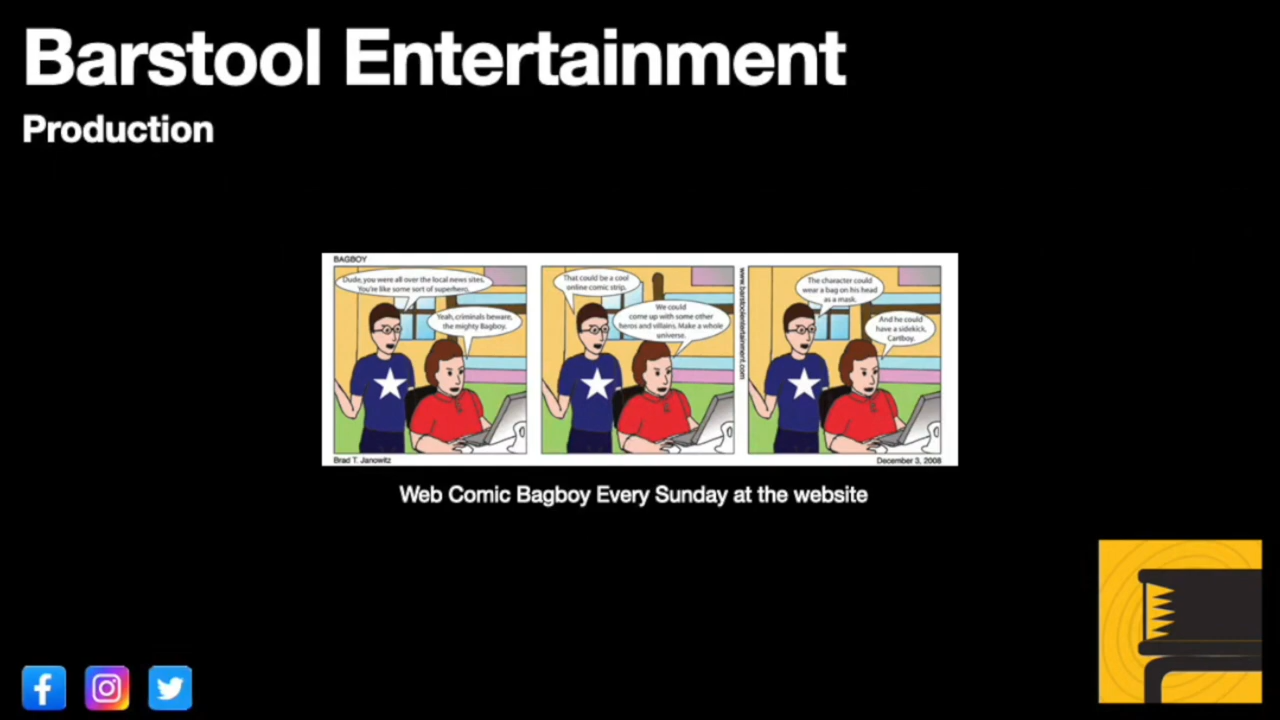 Barstool Entertainment
Production
BAGBOY
Dude, you were all over the local news sites.
You're like some sort of superhero.
Yeah, criminals beware,
the mighty Bagboy.
That could be a cool
online comic strip.
We could
come up with some other
heros and villains. Make a whole
universe.
www.barstoolentertainment.com
The character could
wear a bag on his head
as a mask.
And he could
have a sidekick,
Cartboy.
Brad T. Janowitz
December 3, 2008
Web Comic Bagboy Every Sunday at the website